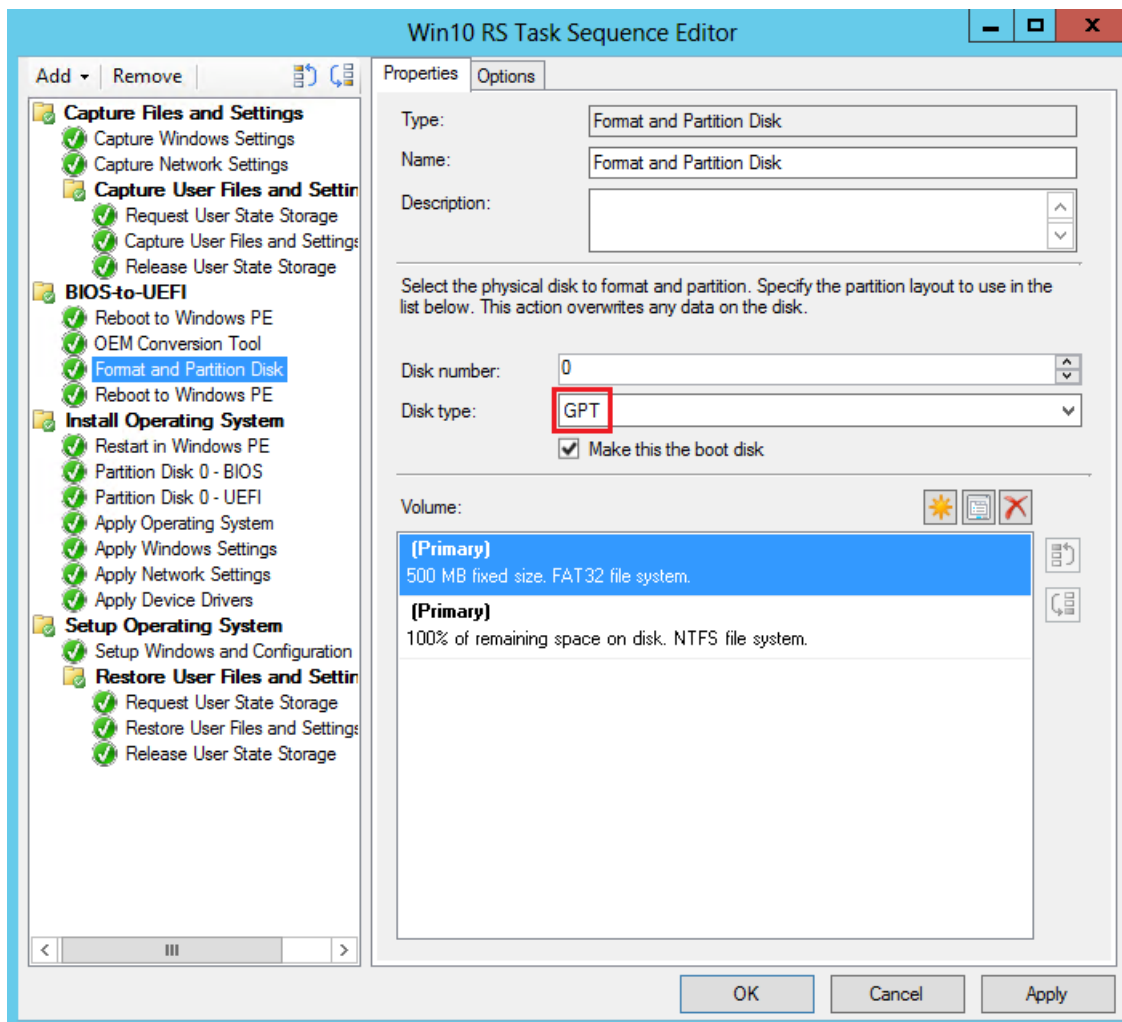 Win10 RS Task Sequence Editor
x
Add
Remove
Properties
Options
Capture Files and Settings
Capture Windows Settings
Capture Network Settings
Capture User Files and Settin
Request User State Storage
Capture User Files and Settings
Release User State Storage
BIOS-to-UEFI
Reboot to Windows PE
OEM Conversion Tool
Format and Partition Disk
Reboot to Windows PE
Install Operating System
Restart in Windows PE
Partition Disk 0 - BIOS
Partition Disk 0 - UEFI
Apply Operating System
Apply Windows Settings
Apply Network Settings
Apply Device Drivers
Setup Operating System
Setup Windows and Configuration
Restore User Files and Settin
Request User State Storage
Restore User Files and Settings
Release User State Storage
Type: Format and Partition Disk
Name: Format and Partition Disk
Description:
Select the physical disk to format and partition. Specify the partition layout to use in the
list below. This action overwrites any data on the disk.
Disk number: 0
Disk type: GPT
Make this the boot disk
Volume:
(Primary)
500 MB fixed size. FAT32 file system.
(Primary)
100% of remaining space on disk. NTFS file system.
OK
Cancel
Apply